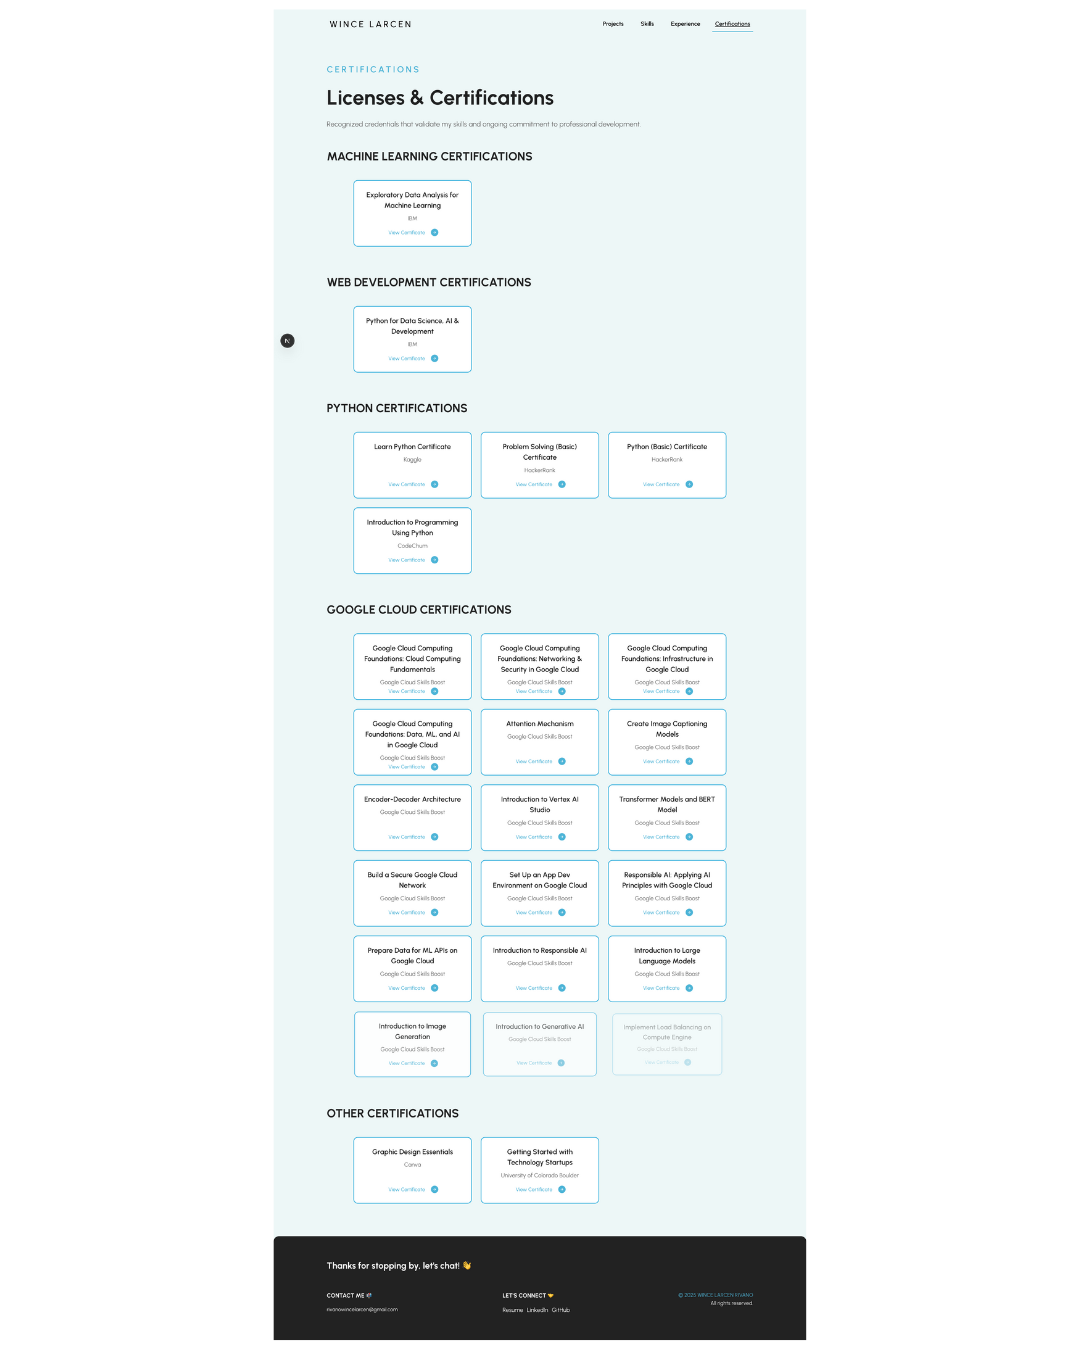 WINCE LARCEN
Projects Skills Experience Certifications
CERTIFICATIONS
Licenses & Certifications
Recognized credentials that validate my skills and ongoing commitment to professional development.
MACHINE LEARNING CERTIFICATIONS
Exploratory Data Analysis for
Machine Learning
IBM
View Certificate
WEB DEVELOPMENT CERTIFICATIONS
Python for Data Science, AI &
Development
IBM
View Certificate
N
PYTHON CERTIFICATIONS
Learn Python Certificate
Kaggle
View Certificate
Problem Solving (Basic)
Certificate
HackerRank
View Certificate
Python (Basic) Certificate
HackerRank
View Certificate
Introduction to Programming
Using Python
CodeChum
View Certificate
GOOGLE CLOUD CERTIFICATIONS
Google Cloud Computing
Foundations: Cloud Computing
Fundamentals
Google Cloud Skills Boost
View Certificate
Google Cloud Computing
Foundations: Networking &
Security in Google Cloud
Google Cloud Skills Boost
View Certificate
Google Cloud Computing
Foundations: Infrastructure in
Google Cloud
Google Cloud Skills Boost
View Certificate
Google Cloud Computing
Foundations: Data, ML, and AI
in Google Cloud
Google Cloud Skills Boost
View Certificate
Attention Mechanism
Google Cloud Skills Boost
View Certificate
Create Image Captioning
Models
Google Cloud Skills Boost
View Certificate
Encoder-Decoder Architecture
Google Cloud Skills Boost
View Certificate
Introduction to Vertex AI
Studio
Google Cloud Skills Boost
View Certificate
Transformer Models and BERT
Model
Google Cloud Skills Boost
View Certificate
Build a Secure Google Cloud
Network
Google Cloud Skills Boost
View Certificate
Set Up an App Dev
Environment on Google Cloud
Google Cloud Skills Boost
View Certificate
Responsible AI: Applying AI
Principles with Google Cloud
Google Cloud Skills Boost
View Certificate
Prepare Data for ML APIs on
Google Cloud
Google Cloud Skills Boost
View Certificate
Introduction to Responsible AI
Google Cloud Skills Boost
View Certificate
Introduction to Large
Language Models
Google Cloud Skills Boost
View Certificate
Introduction to Image
Generation
Google Cloud Skills Boost
View Certificate
Introduction to Generative AI
Google Cloud Skills Boost
View Certificate
Implement Load Balancing on
Compute Engine
Google Cloud Skills Boost
View Certificate
OTHER CERTIFICATIONS
Graphic Design Essentials
Canva
View Certificate
Getting Started with
Technology Startups
University of Colorado Boulder
View Certificate
Thanks for stopping by, let's chat! 👋
CONTACT ME
rivanowincelarcen@gmail.com
LET'S CONNECT 🤝
Resume LinkedIn GitHub
© 2025 WINCE LARCEN RIVANO
All rights reserved.